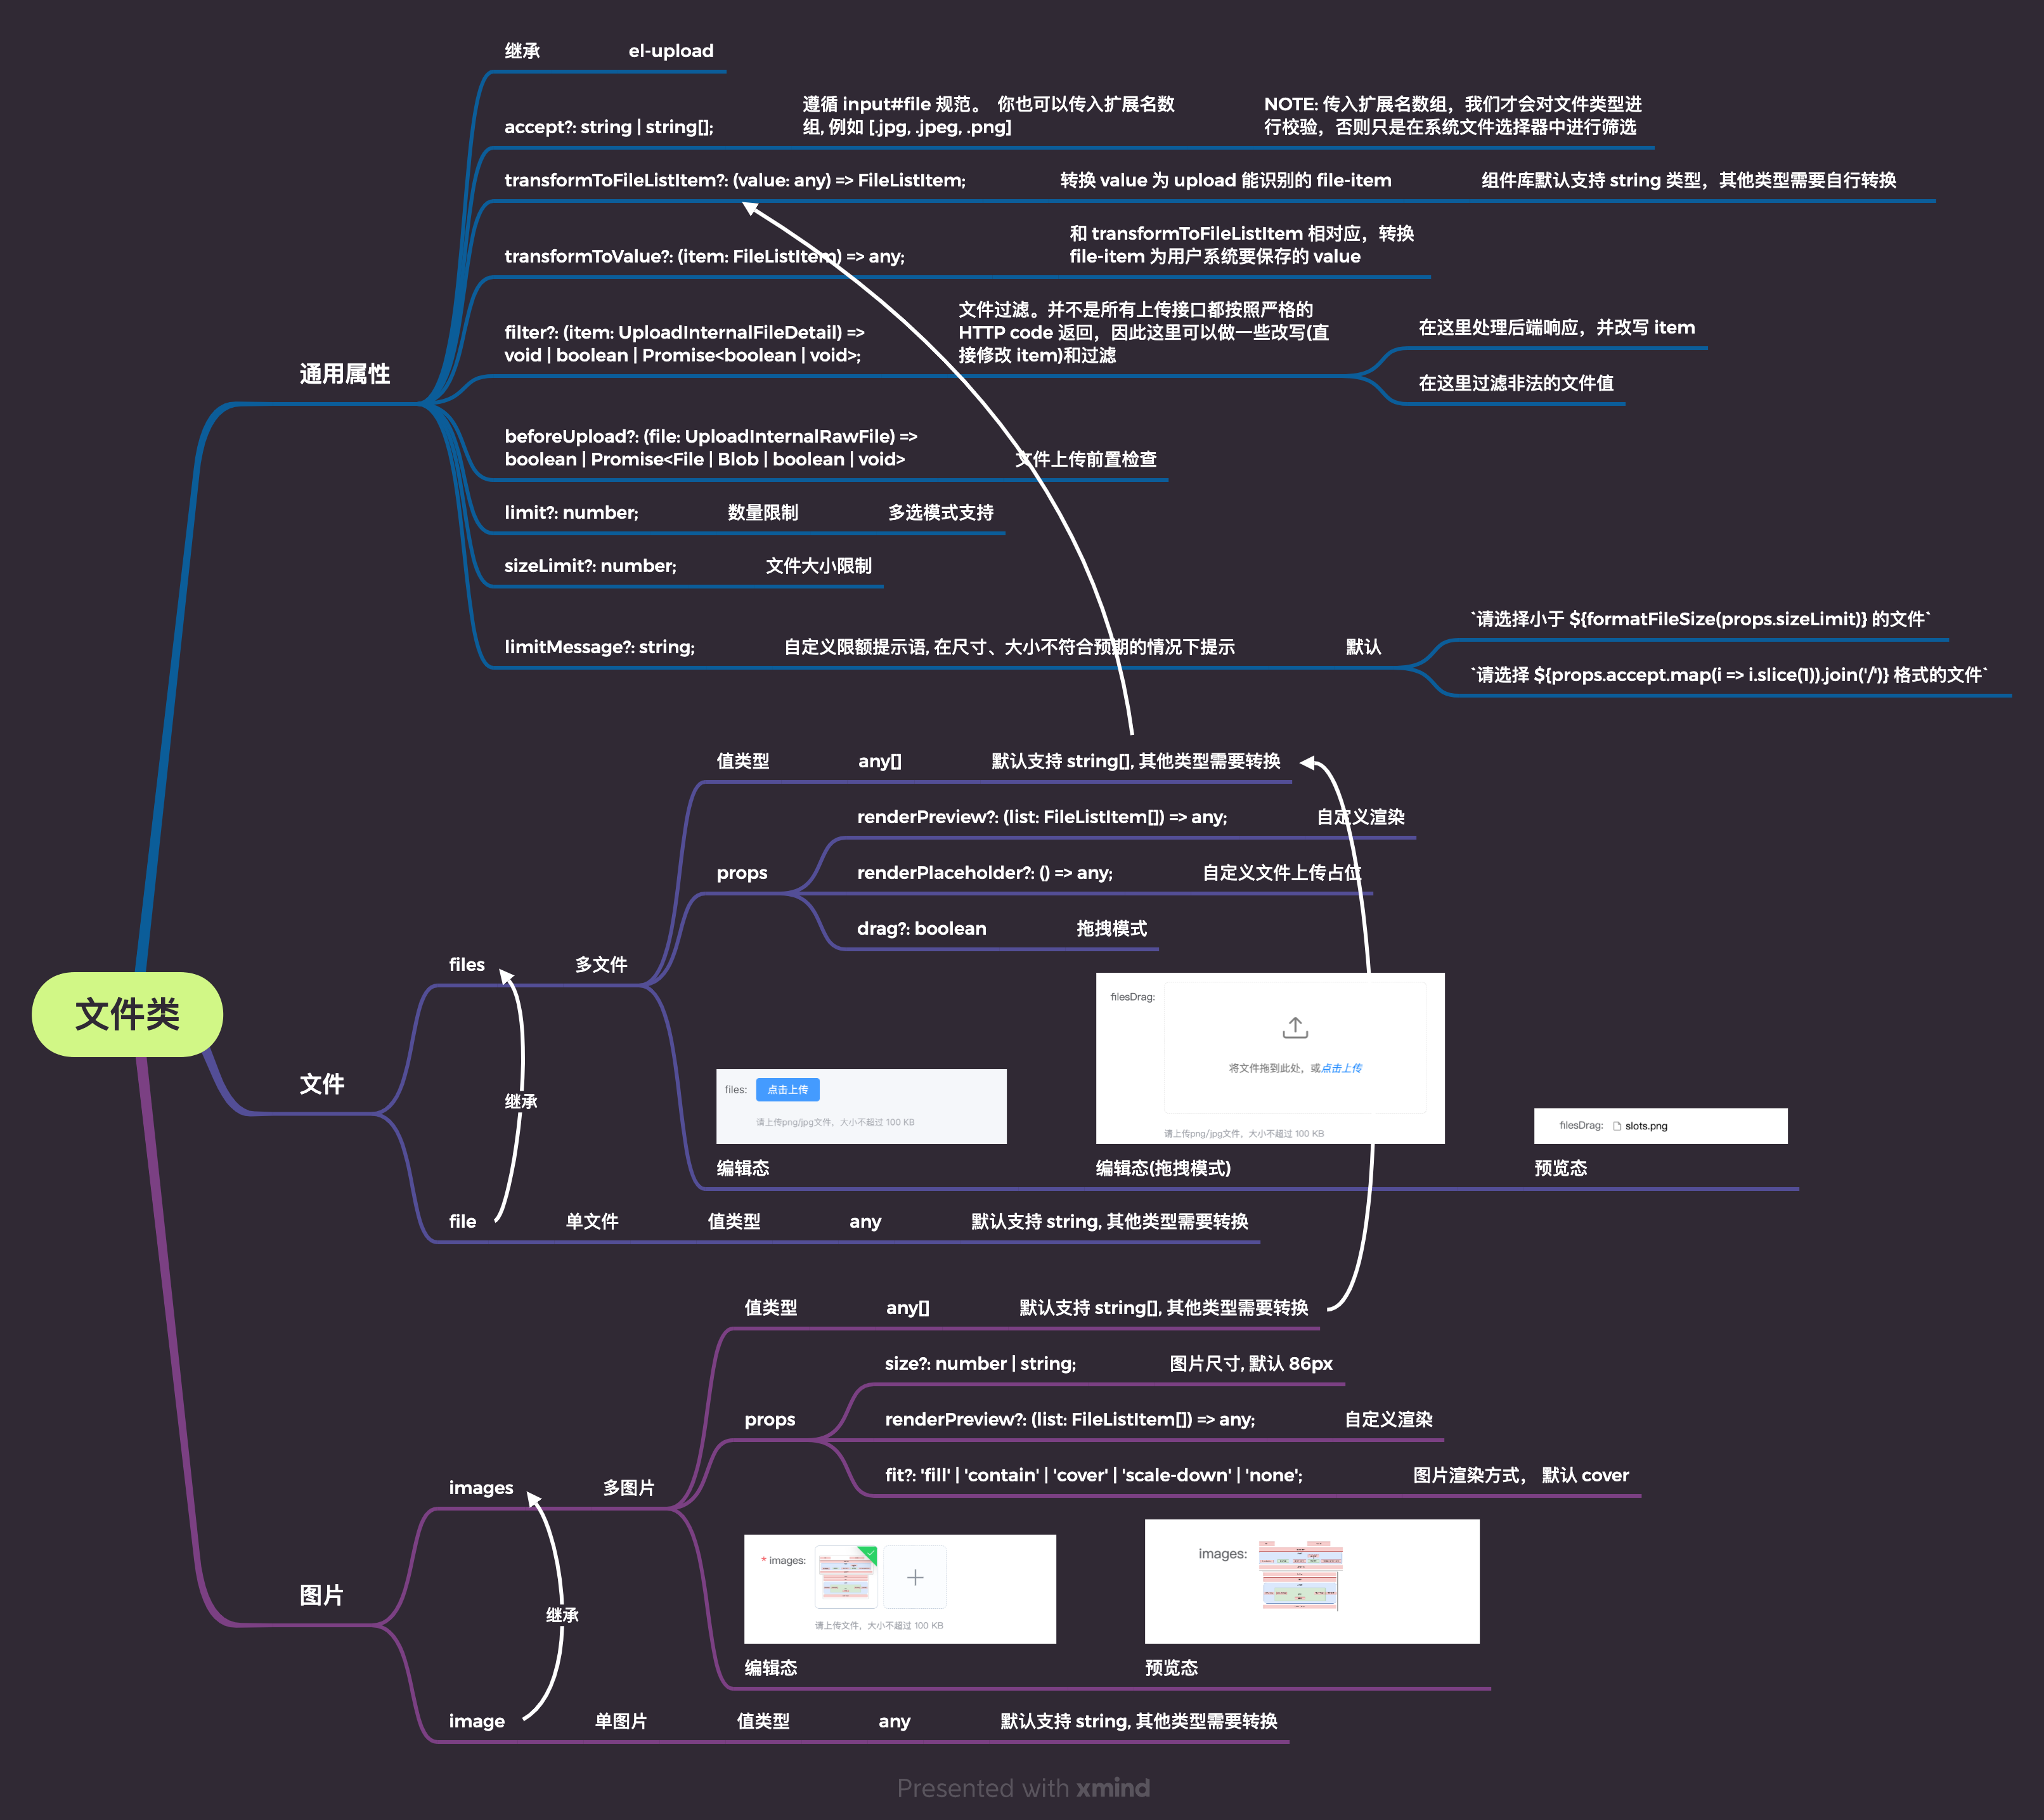 继承
el-upload
accept?: string | string[];
遵循 input#file 规范。 你也可以传入扩展名数
组, 例如 [.jpg, .jpeg, .png]
NOTE: 传入扩展名数组，我们才会对文件类型进
行校验，否则只是在系统文件选择器中进行筛选
transformToFileListItem?: (value: any) => FileListItem;
转换 value 为 upload 能识别的 file-item
组件库默认支持 string 类型，其他类型需要自行转换
transformToValue?: (item: FileListItem) => any;
和 transformToFileListItem 相对应，转换
file-item 为用户系统要保存的 value
filter?: (item: UploadInternalFileDetail) =>
void | boolean | Promise<boolean | void>;
文件过滤。并不是所有上传接口都按照严格的
HTTP code 返回，因此这里可以做一些改写(直
接修改 item)和过滤
在这里处理后端响应，并改写 item
在这里过滤非法的文件值
通用属性
beforeUpload?: (file: UploadInternalRawFile) =>
boolean | Promise<File | Blob | boolean | void>
文件上传前置检查
limit?: number;
数量限制
多选模式支持
sizeLimit?: number;
文件大小限制
limitMessage?: string;
自定义限额提示语, 在尺寸、大小不符合预期的情况下提示
默认
`请选择小于 ${formatFileSize(props.sizeLimit)} 的文件`
`请选择 ${props.accept.map(i => i.slice(1)).join('/')} 格式的文件`
值类型
any[]
默认支持 string[], 其他类型需要转换
props
renderPreview?: (list: FileListItem[]) => any;
自定义渲染
renderPlaceholder?: () => any;
自定义文件上传占位
drag?: boolean
拖拽模式
files
多文件
文件类
文件
继承
files:
点击上传
请上传png/jpg文件，大小不超过 100 KB
编辑态
filesDrag:
将文件拖到此处，或点击上传
请上传png/jpg文件，大小不超过 100 KB
编辑态(拖拽模式)
filesDrag:
slots.png
预览态
file
单文件
值类型
any
默认支持 string, 其他类型需要转换
值类型
any[]
默认支持 string[], 其他类型需要转换
props
size?: number | string;
图片尺寸, 默认 86px
renderPreview?: (list: FileListItem[]) => any;
自定义渲染
fit?: 'fill' | 'contain' | 'cover' | 'scale-down' | 'none';
图片渲染方式， 默认 cover
images
多图片
图片
继承
* images:
请上传文件，大小不超过 100 KB
编辑态
images:
预览态
image
单图片
值类型
any
默认支持 string, 其他类型需要转换
Presented with xmind